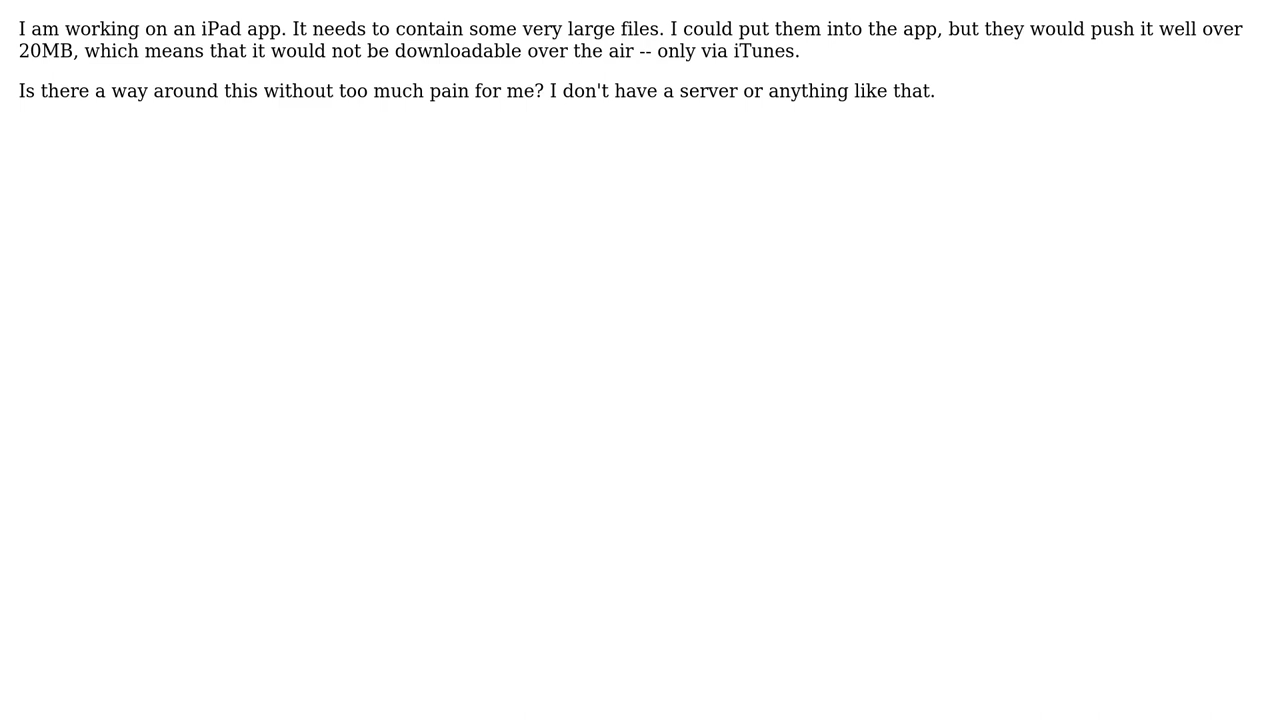 I am working on an iPad app. It needs to contain some very large files. I could put them into the app, but they would push it well over
20MB, which means that it would not be downloadable over the air -- only via iTunes.
Is there a way around this without too much pain for me? I don't have a server or anything like that.